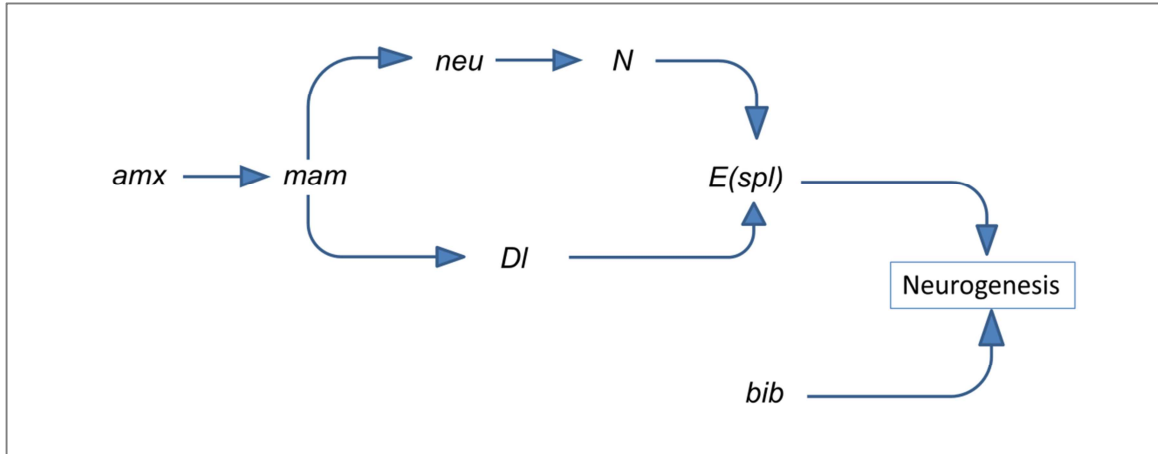 neu
N
amx
mam
E(spl)
Dl
Neurogenesis
bib